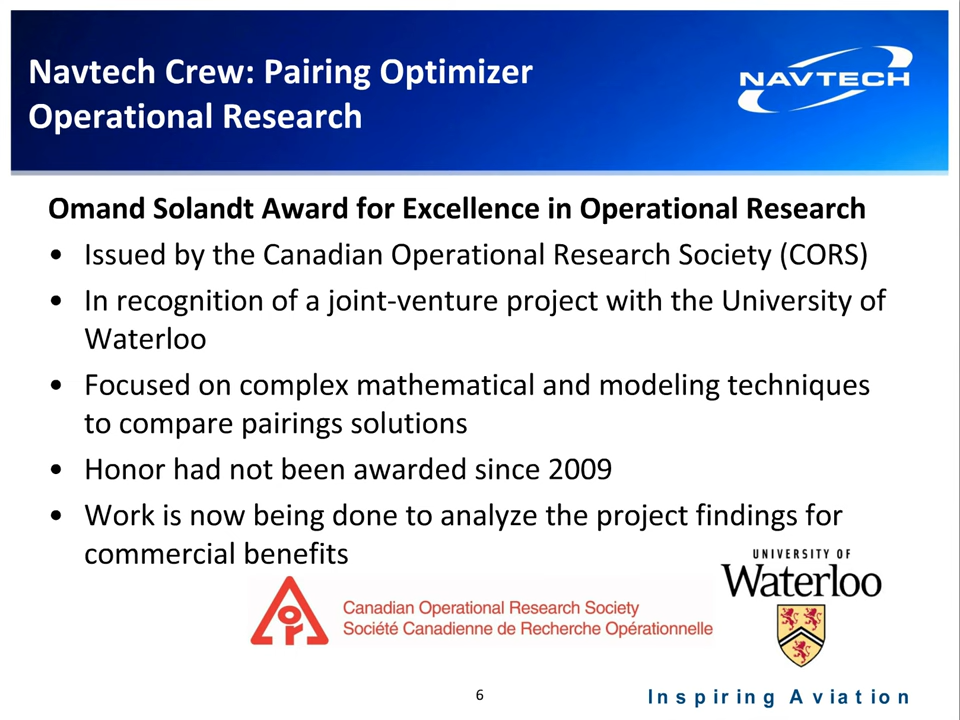 Navtech Crew: Pairing Optimizer
Operational Research
NAVTECH
Omand Solandt Award for Excellence in Operational Research
• Issued by the Canadian Operational Research Society (CORS)
• In recognition of a joint-venture project with the University of
Waterloo
• Focused on complex mathematical and modeling techniques
to compare pairings solutions
• Honor had not been awarded since 2009
• Work is now being done to analyze the project findings for
commercial benefits
UNIVERSITY OF
Waterloo
Canadian Operational Research Society
Société Canadienne de Recherche Opérationnelle
6
Inspiring Aviation